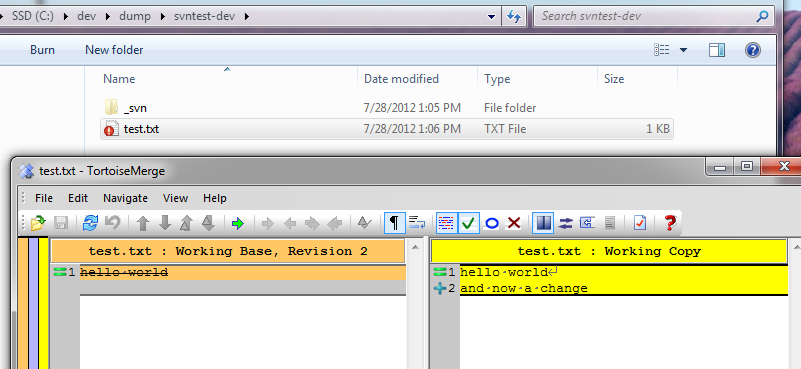 SSD (C:) ▸ dev ▸ dump ▸ svntest-dev ▸ Search svntest-dev
Burn New folder
Name Date modified Type Size
_svn 7/28/2012 1:05 PM File folder
test.txt 7/28/2012 1:06 PM TXT File 1 KB
test.txt - TortoiseMerge
File Edit Navigate View Help
test.txt : Working Base, Revision 2 test.txt : Working Copy
1 hello·world 1 hello·world
2 and·now·a·change